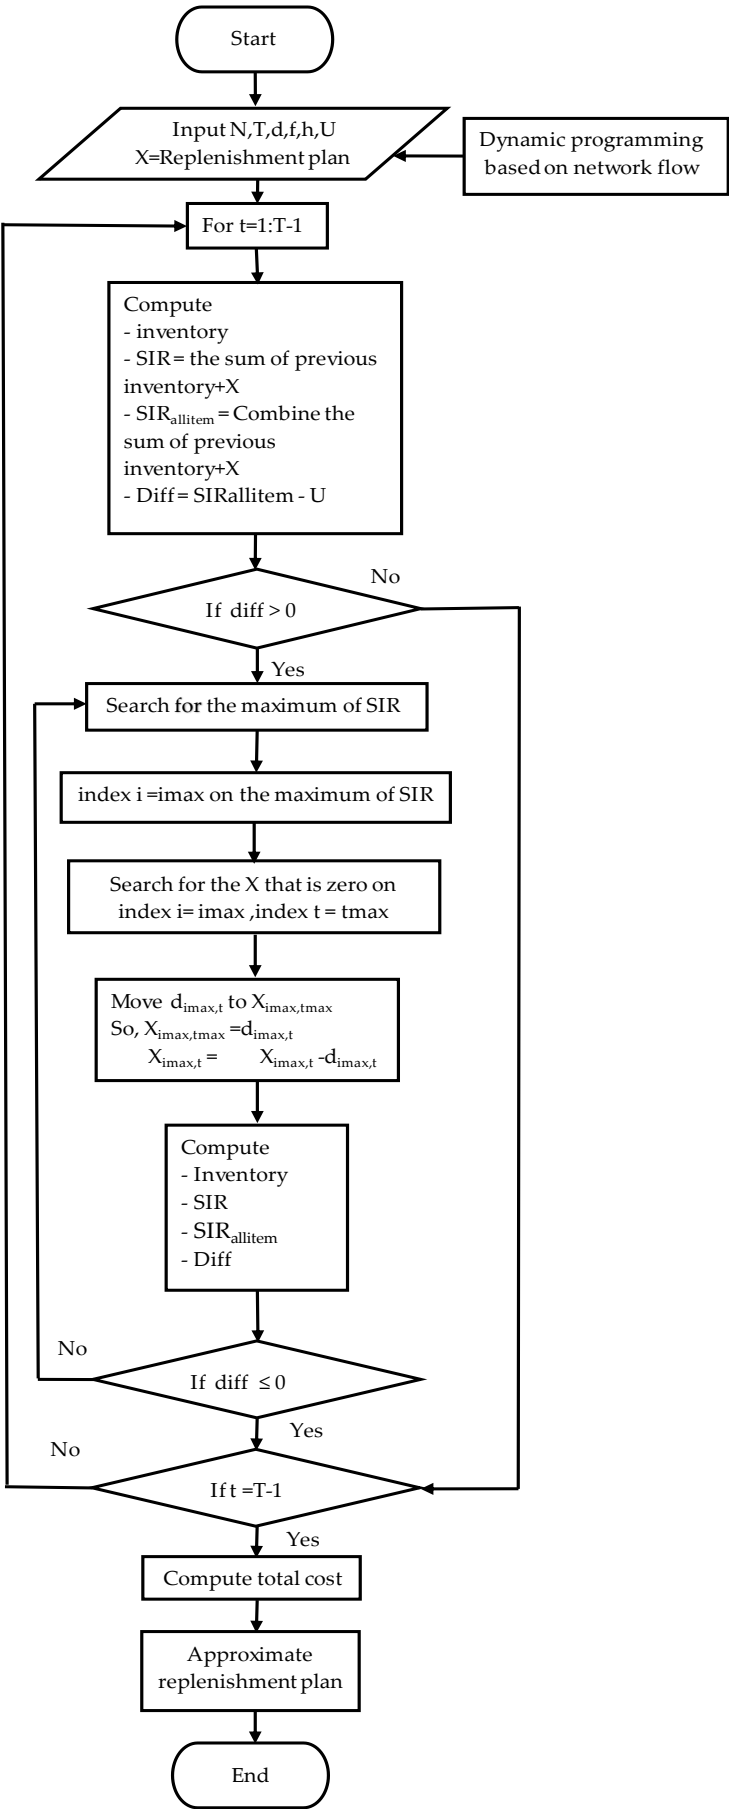 Start
Input N,T,d,f,h,U
X=Replenishment plan
Dynamic programming
based on network flow
For t=1:T-1
Compute
- inventory
- SIR= the sum of previous
inventory+X
- SIRallitem = Combine the
sum of previous
inventory+X
- Diff= SIRallitem - U
No
If diff > 0
Yes
Search for the maximum of SIR
index i =imax on the maximum of SIR
Search for the X that is zero on
index i= imax ,index t = tmax
Move dimax,t to Ximax,tmax
So, Ximax,tmax =dimax,t
Ximax,t = Ximax,t -dimax,t
Compute
- Inventory
- SIR
- SIRallitem
- Diff
No
If diff ≤ 0
Yes
No
If t =T-1
Yes
Compute total cost
Approximate
replenishment plan
End